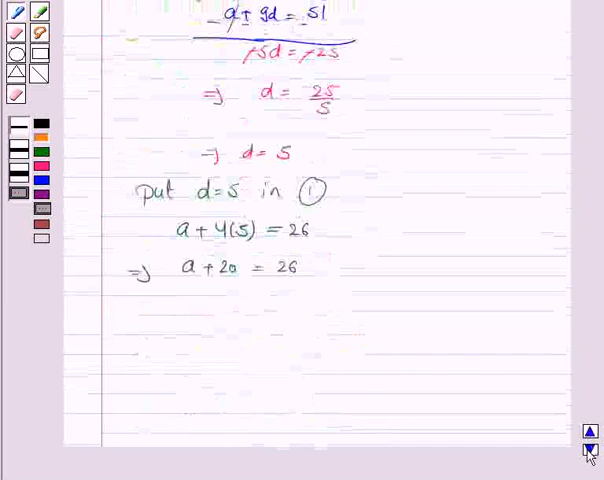 - a + 9d = 51
-5d = -25
=> d = 25/5
=> d = 5
put d=5 in ①
a + 4(5) = 26
=> a + 20 = 26